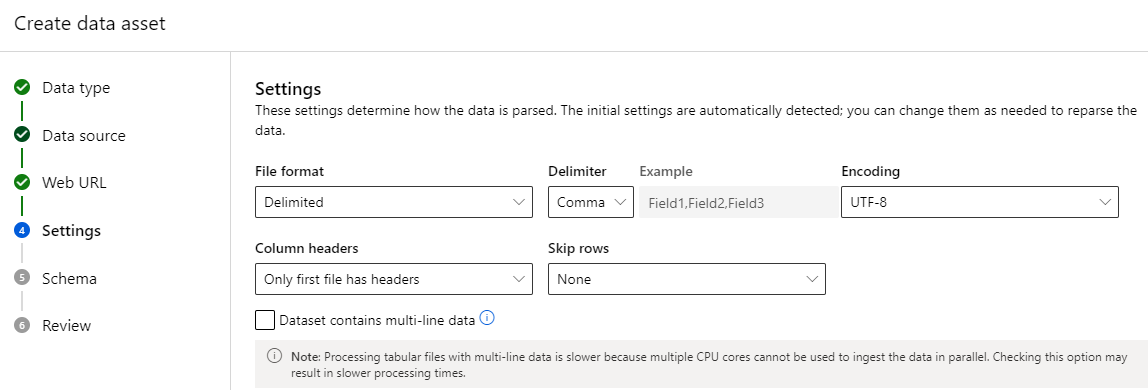 Create data asset
Data type
Data source
Web URL
4 Settings
5 Schema
6 Review
Settings
These settings determine how the data is parsed. The initial settings are automatically detected; you can change them as needed to reparse the
data.
File format Delimiter Example Encoding
Delimited Comma Field1,Field2,Field3 UTF-8
Column headers Skip rows
Only first file has headers None
Dataset contains multi-line data
Note: Processing tabular files with multi-line data is slower because multiple CPU cores cannot be used to ingest the data in parallel. Checking this option may
result in slower processing times.